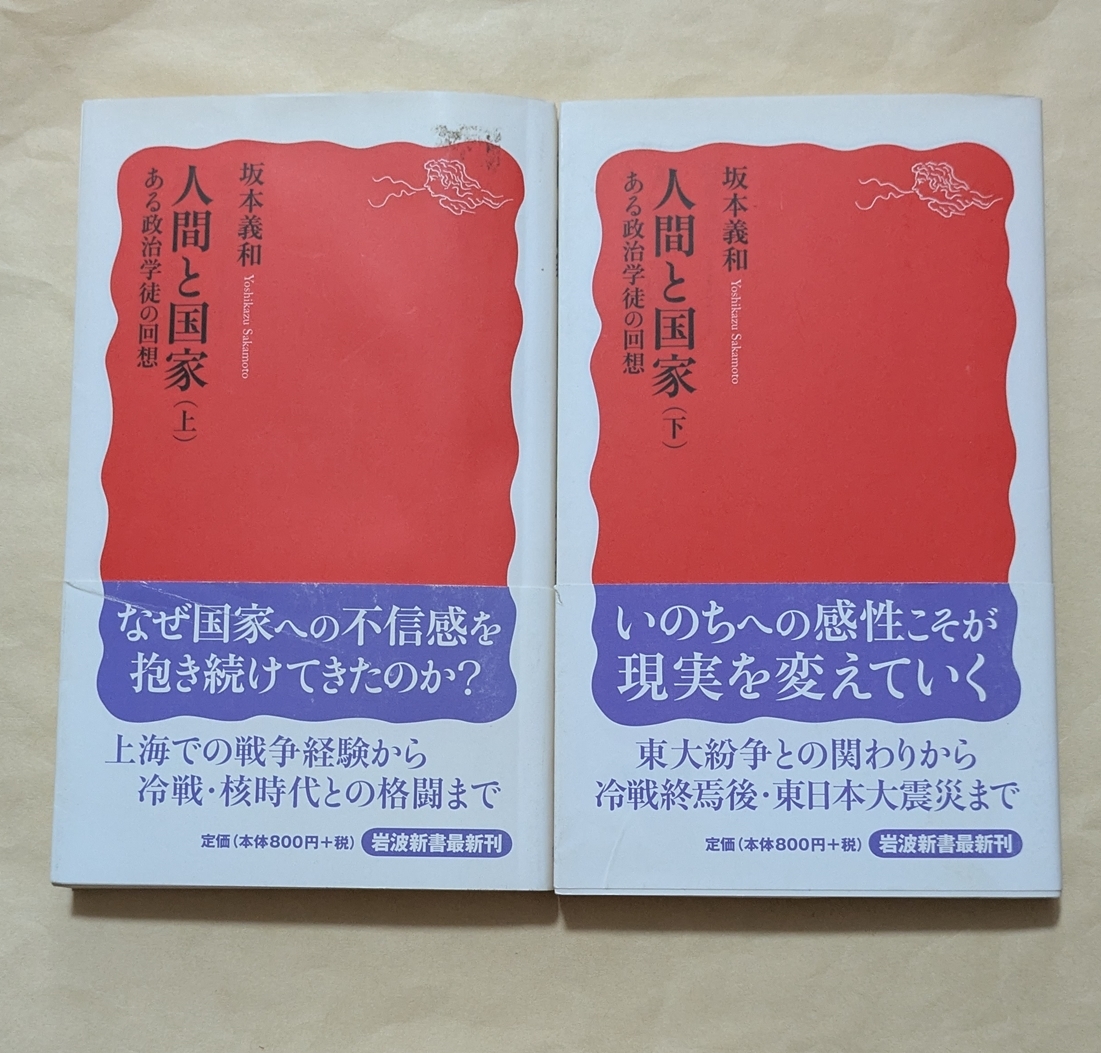 坂本義和 Yoshikazu Sakamoto
人間と国家(上)
ある政治学徒の回想
なぜ国家への不信感を
抱き続けてきたのか?
上海での戦争経験から
冷戦・核時代との格闘まで
定価(本体800円+税) 岩波新書最新刊
坂本義和 Yoshikazu Sakamoto
人間と国家(下)
ある政治学徒の回想
いのちへの感性こそが
現実を変えていく
東大紛争との関わりから
冷戦終焉後・東日本大震災まで
定価(本体800円+税) 岩波新書最新刊